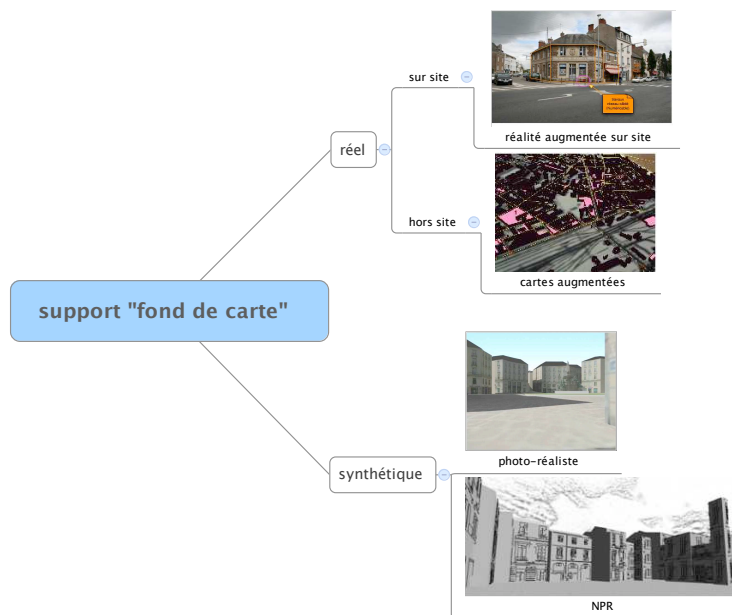 sur site
réalité augmentée sur site
réel
hors site
cartes augmentées
support "fond de carte"
photo-réaliste
synthétique
NPR